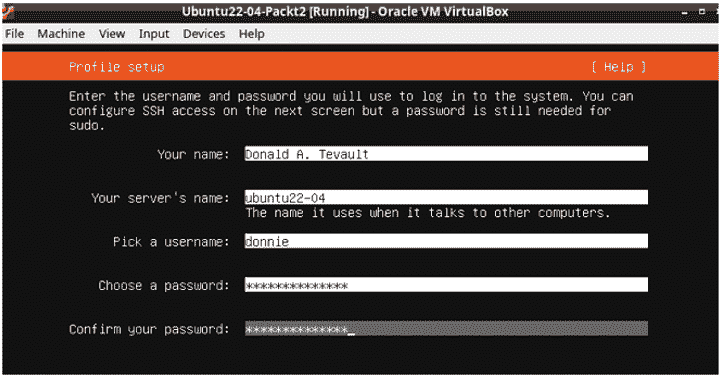 Ubuntu22-04-Packt2 [Running] - Oracle VM VirtualBox
File Machine View Input Devices Help
Profile setup [ Help ]
Enter the username and password you will use to log in to the system. You can
configure SSH access on the next screen but a password is still needed for
sudo.
Your name: Donald A. Tevault
Your server's name: ubuntu22-04
The name it uses when it talks to other computers.
Pick a username: donnie
Choose a password: **************
Confirm your password: **************_